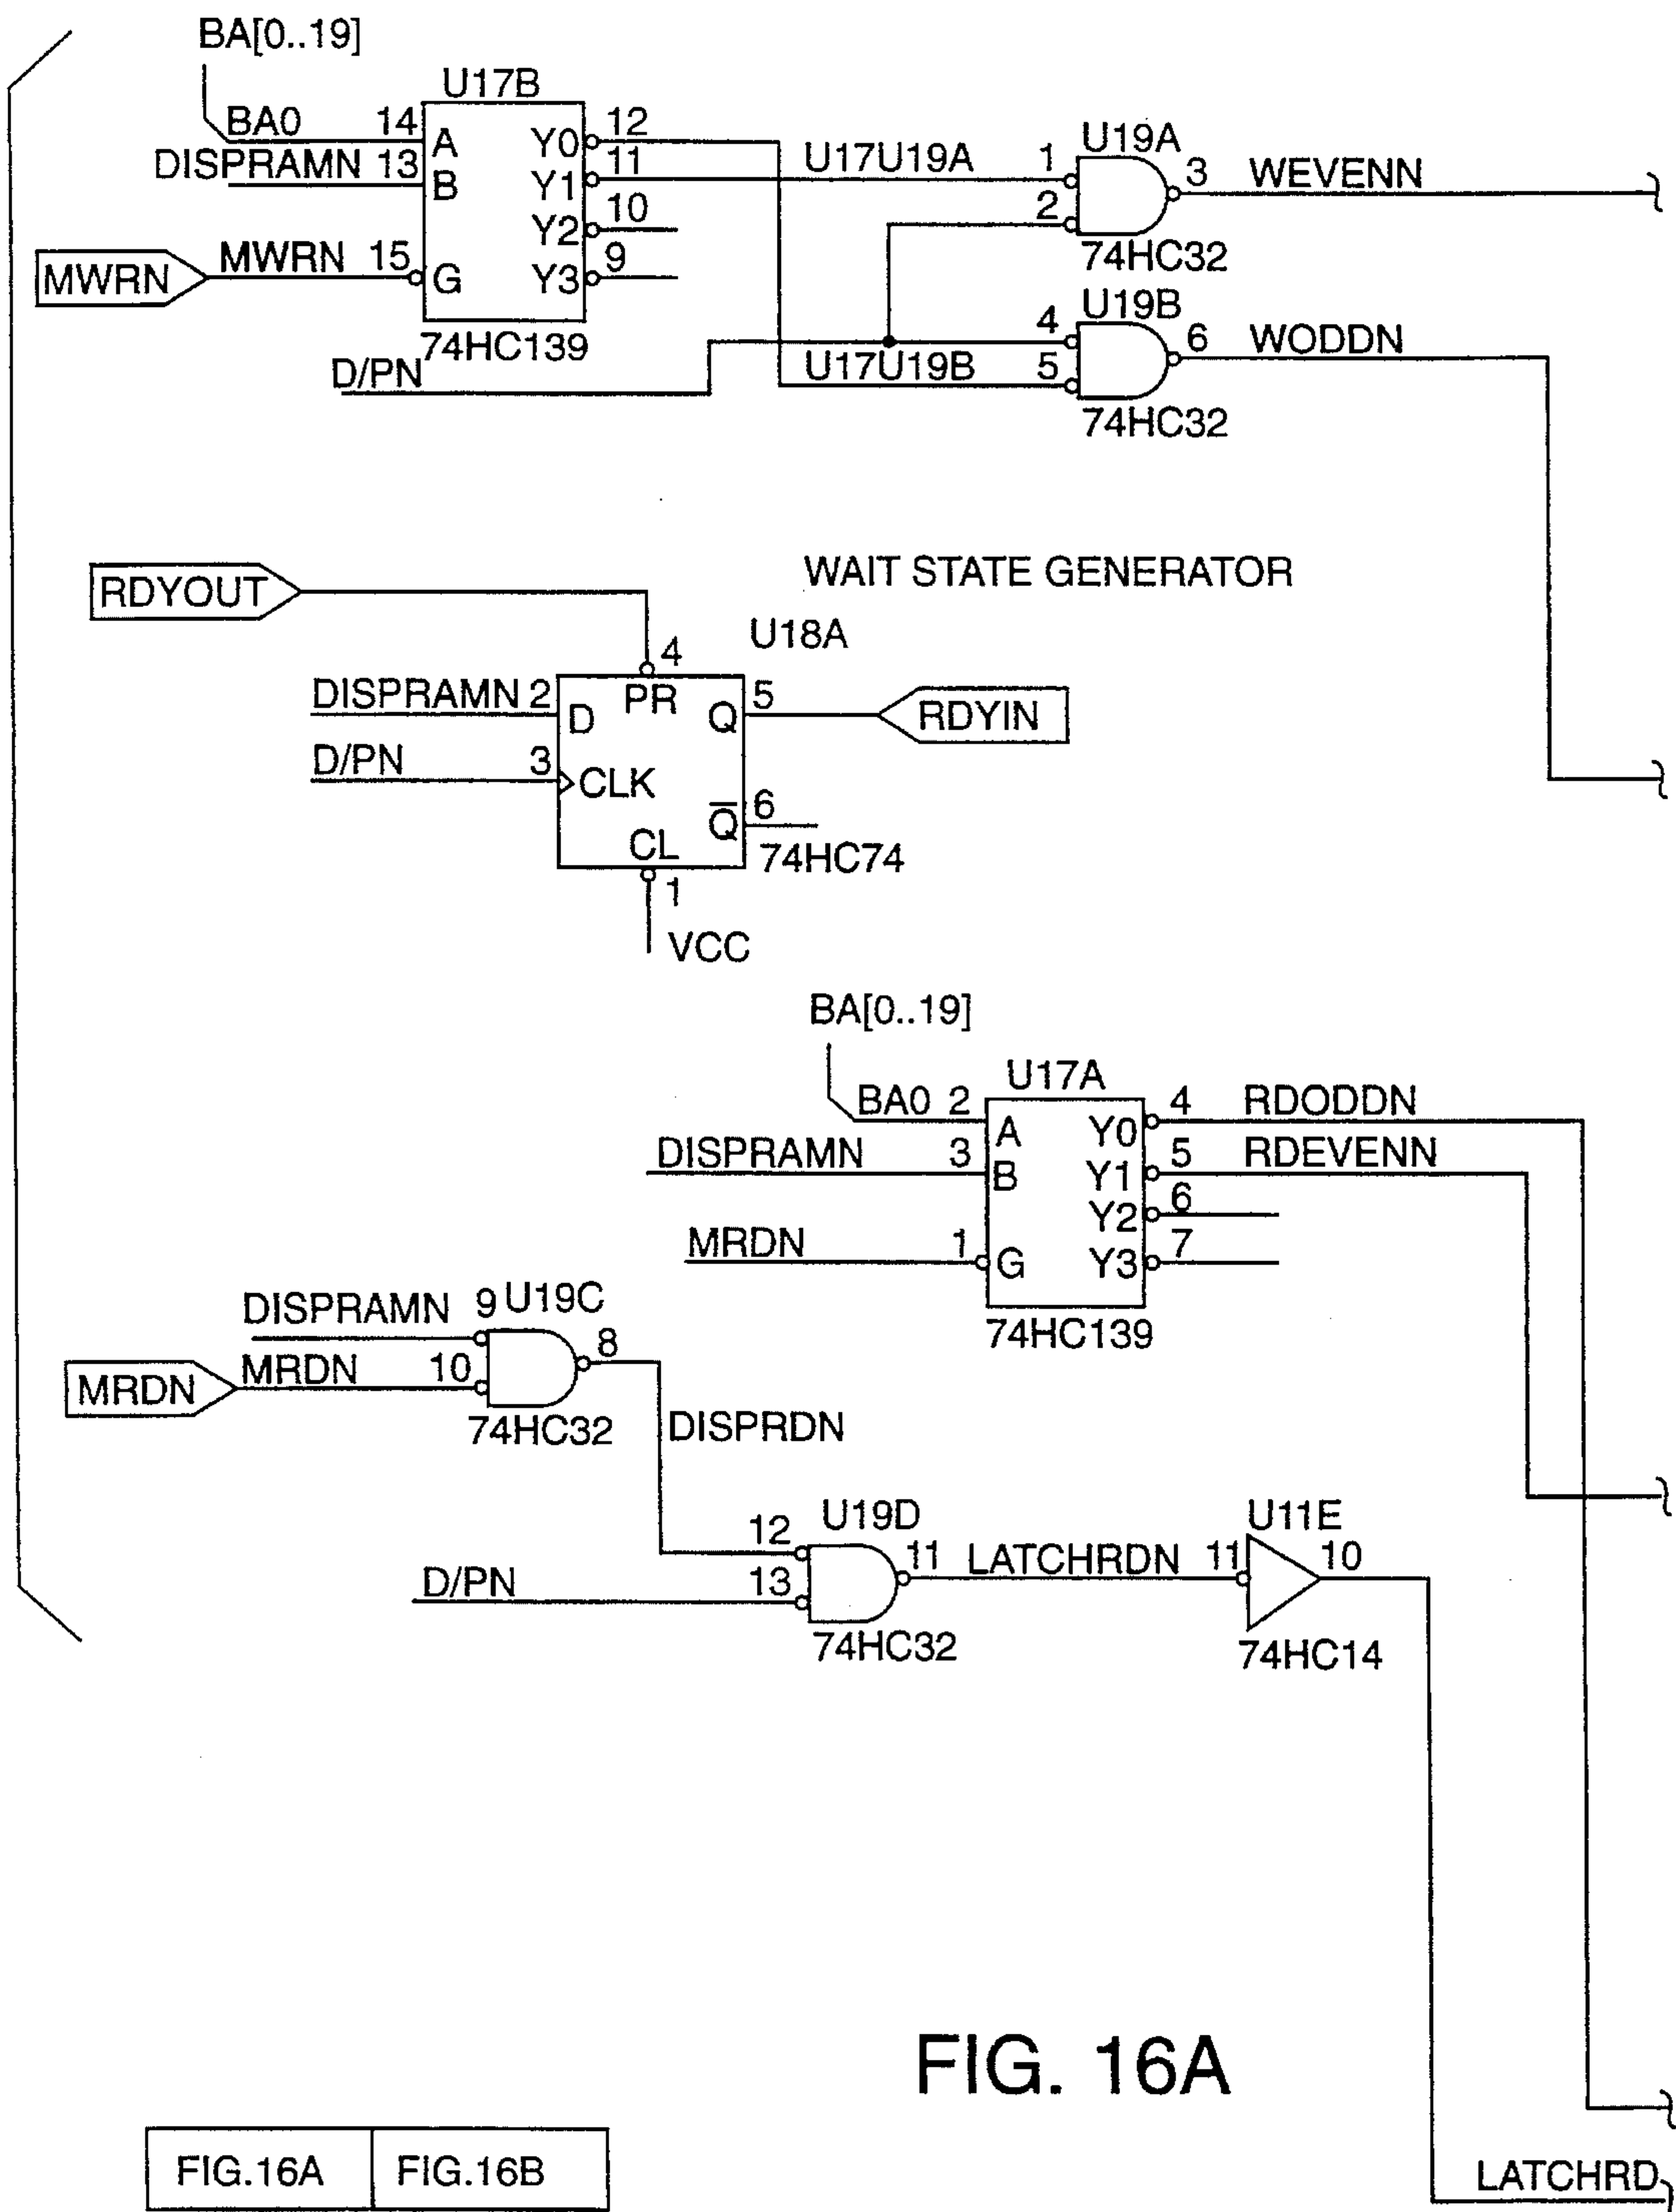 BA[0..19]
U17B
BA0 14 A Y0 12
DISPRAMN 13 B Y1 11
Y2 10
MWRN MWRN 15 G Y3 9
74HC139
D/PN
U17U19A 1 U19A 3 WEVENN
2
74HC32
U19B
4 6 WODDN
U17U19B 5
74HC32
WAIT STATE GENERATOR
RDYOUT
U18A
4
DISPRAMN 2 D PR Q 5 RDYIN
D/PN 3 CLK
Q̅ 6
CL 74HC74
1
VCC
BA[0..19]
U17A
BA0 2 A Y0 4 RDODDN
DISPRAMN 3 B Y1 5 RDEVENN
Y2 6
MRDN 1 G Y3 7
74HC139
DISPRAMN 9 U19C
8
MRDN MRDN 10
74HC32
DISPRDN
U19D U11E
12
11 LATCHRDN 11 10
D/PN 13
74HC32 74HC14
FIG. 16A
FIG.16A FIG.16B
LATCHRD